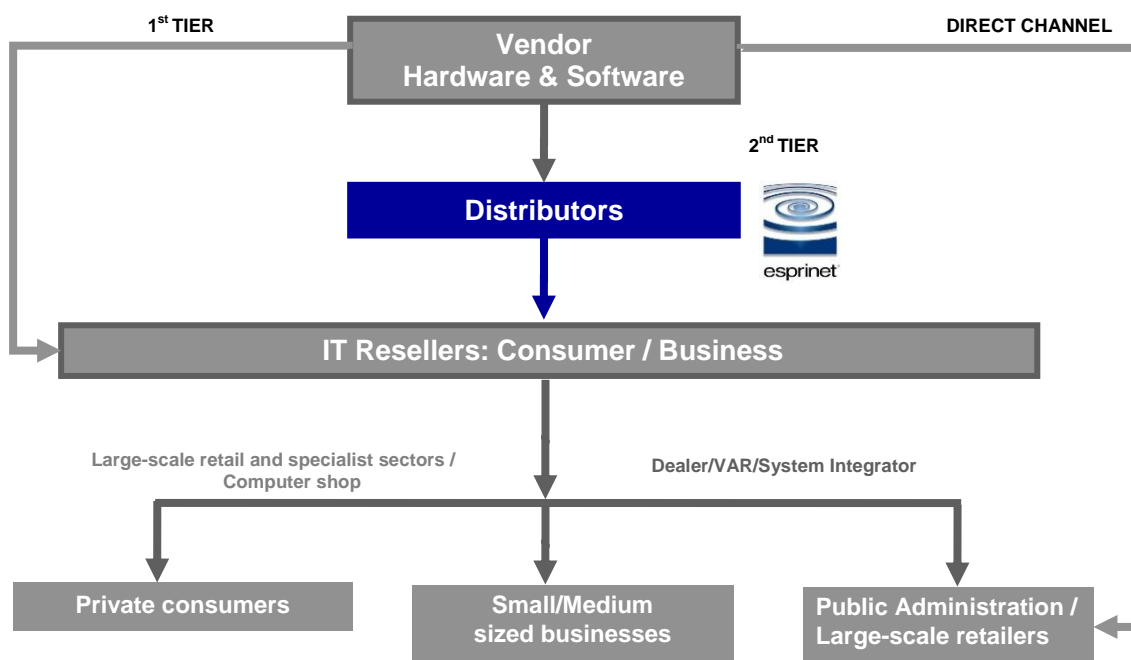 1st TIER
DIRECT CHANNEL
Vendor
Hardware & Software
2nd TIER
Distributors
esprinet
IT Resellers: Consumer / Business
Large-scale retail and specialist sectors /
Computer shop
Dealer/VAR/System Integrator
Private consumers
Small/Medium
sized businesses
Public Administration /
Large-scale retailers